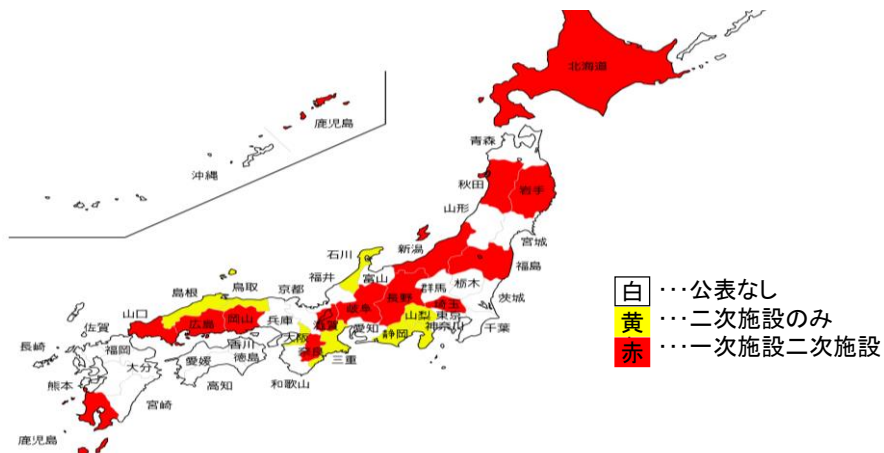 北海道
鹿児島
青森
沖縄
秋田
岩手
山形
石川
新潟
宮城
福井
富山
福島
島根
鳥取
京都
群馬
栃木
山口
長野
茨城
佐賀
広島
岡山
兵庫
滋賀
岐阜
愛知
山梨
埼玉
東京
神奈川
千葉
長崎
福岡
香川
大阪
静岡
大分
愛媛
徳島
奈良
三重
熊本
高知
和歌山
宮崎
鹿児島
白 …公表なし
黄 …二次施設のみ
赤 …一次施設二次施設